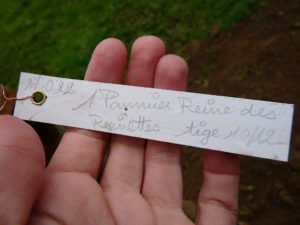 1 Pommier Reine des
Reinettes tige 10/12